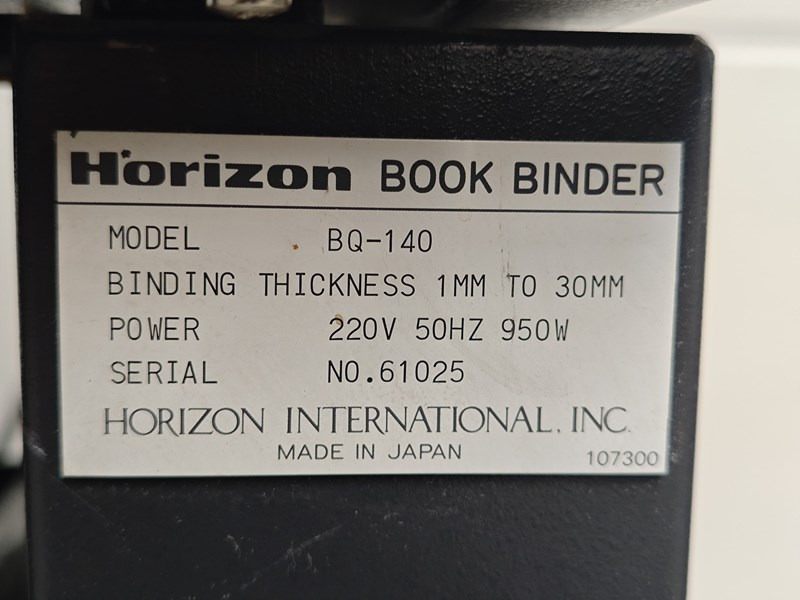 Horizon BOOK BINDER
MODEL BQ-140
BINDING THICKNESS 1MM TO 30MM
POWER 220V 50HZ 950W
SERIAL NO.61025
HORIZON INTERNATIONAL, INC.
MADE IN JAPAN
107300